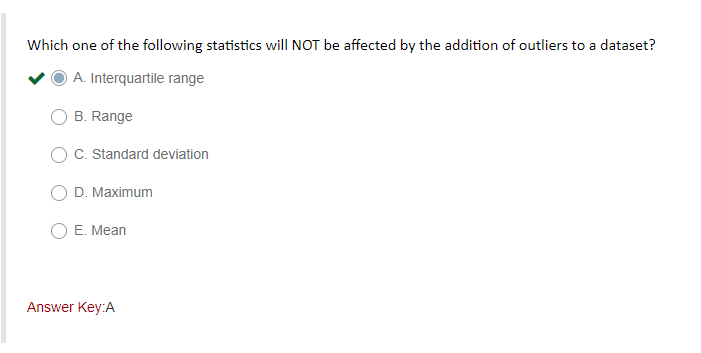 Which one of the following statistics will NOT be affected by the addition of outliers to a dataset?
A. Interquartile range
B. Range
C. Standard deviation
D. Maximum
E. Mean
Answer Key:A